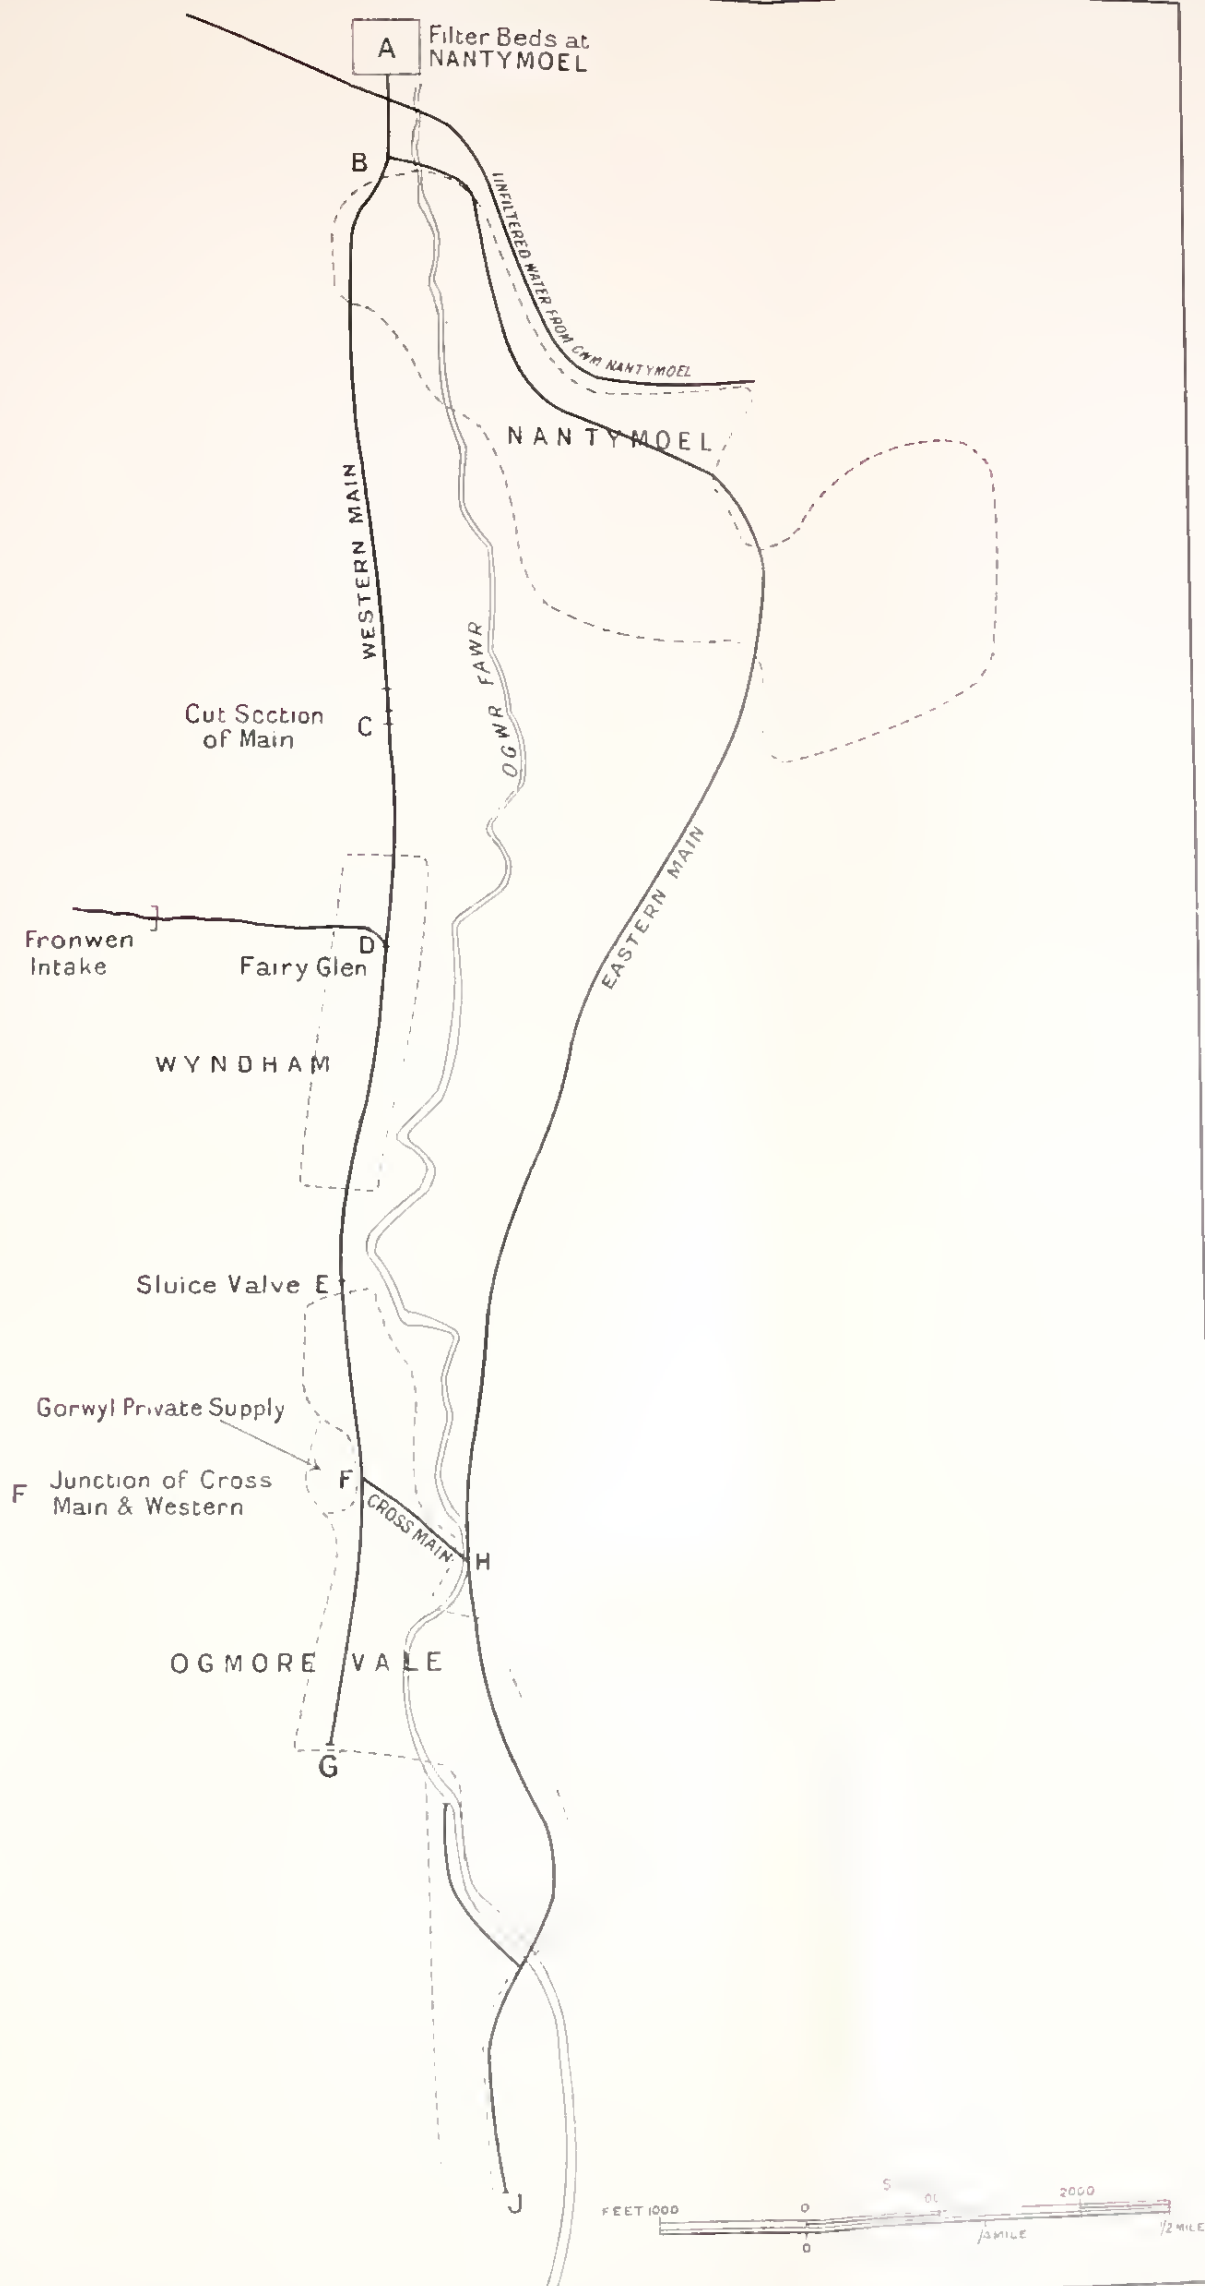 A
Filter Beds at
NANTYMOEL
B
UNFILTERED WATER FROM CWM NANTYMOEL
NANTYMOEL
WESTERN MAIN
OGWR FAWR
Cut Section
of Main
C
EASTERN MAIN
Fronwen
Intake
D
Fairy Glen
WYNDHAM
Sluice Valve E
Gorwyl Private Supply
F Junction of Cross
Main & Western
F
CROSS MAIN
H
OGMORE VALE
G
J
FEET 1000 0 2000
0 1/2 MILE